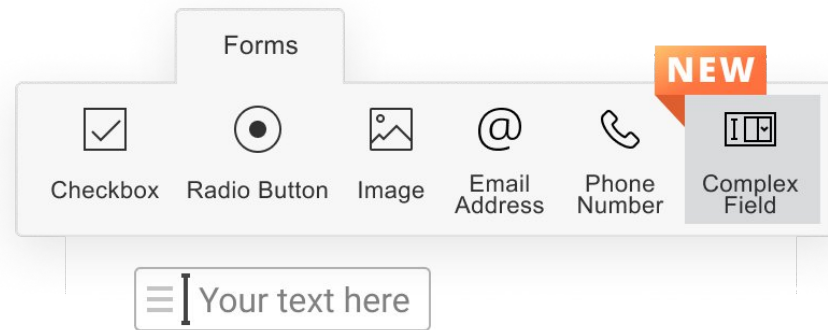 Forms
NEW
Checkbox
Radio Button
Image
Email
Address
Phone
Number
Complex
Field
Your text here